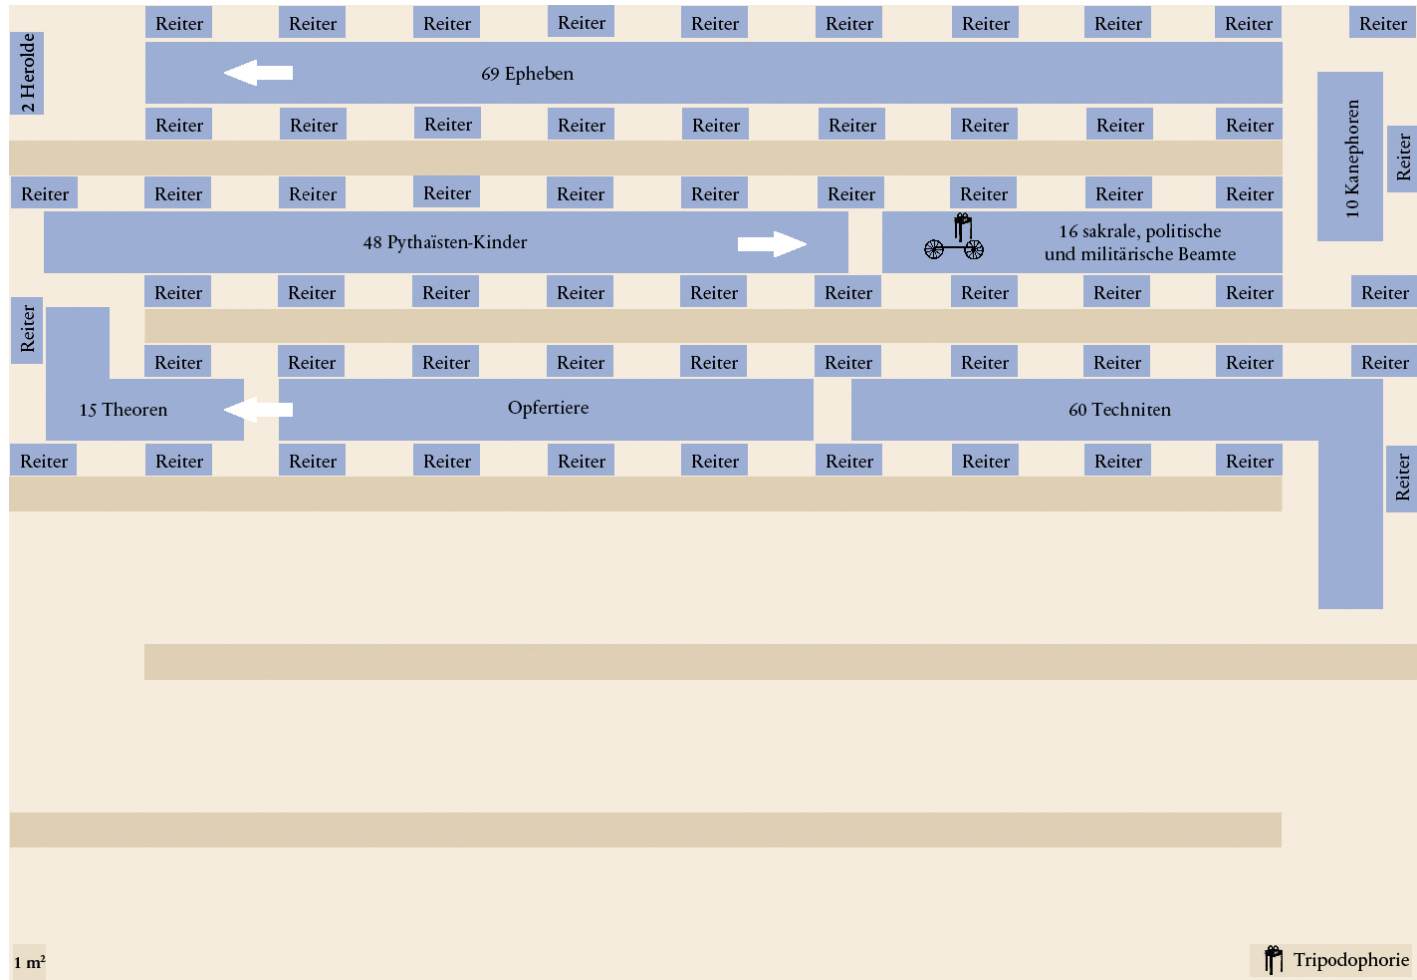 Reiter Reiter Reiter Reiter Reiter Reiter Reiter Reiter Reiter Reiter
2 Herolde
69 Epheben
10 Kanephoren
Reiter Reiter Reiter Reiter Reiter Reiter Reiter Reiter Reiter
Reiter
Reiter Reiter Reiter Reiter Reiter Reiter Reiter Reiter Reiter Reiter
48 Pythaïsten-Kinder
16 sakrale, politische
und militärische Beamte
Reiter Reiter Reiter Reiter Reiter Reiter Reiter Reiter Reiter Reiter
Reiter
Reiter Reiter Reiter Reiter Reiter Reiter Reiter Reiter Reiter Reiter
15 Theoren
Opfertiere
60 Techniten
Reiter Reiter Reiter Reiter Reiter Reiter Reiter Reiter Reiter Reiter
Reiter
1 m²
Tripodophorie